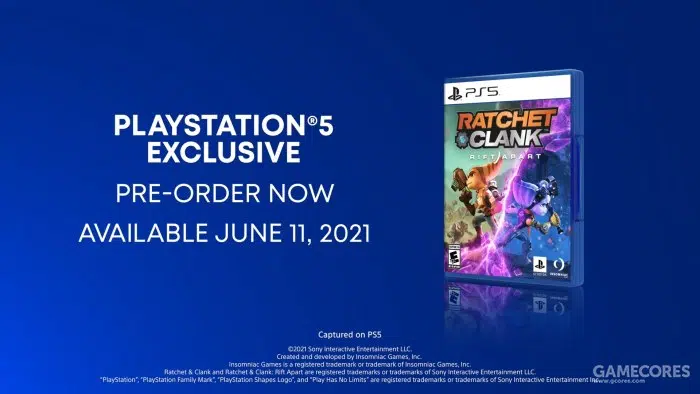 PLAYSTATION®5
EXCLUSIVE
PRE-ORDER NOW
AVAILABLE JUNE 11, 2021
PS5
RATCHET
CLANK
RIFT APART
Captured on PS5
©2021 Sony Interactive Entertainment LLC.
Created and developed by Insomniac Games, Inc.
Insomniac Games is a registered trademark or trademark of Insomniac Games, Inc.
Ratchet & Clank and Ratchet & Clank: Rift Apart are registered trademarks or trademarks of Sony Interactive Entertainment LLC.
"PlayStation", "PlayStation Family Mark", "PlayStation Shapes Logo", and "Play Has No Limits" are registered trademarks or trademarks of Sony Interactive Entertainment Inc.
GAMECORES
www.gcores.com